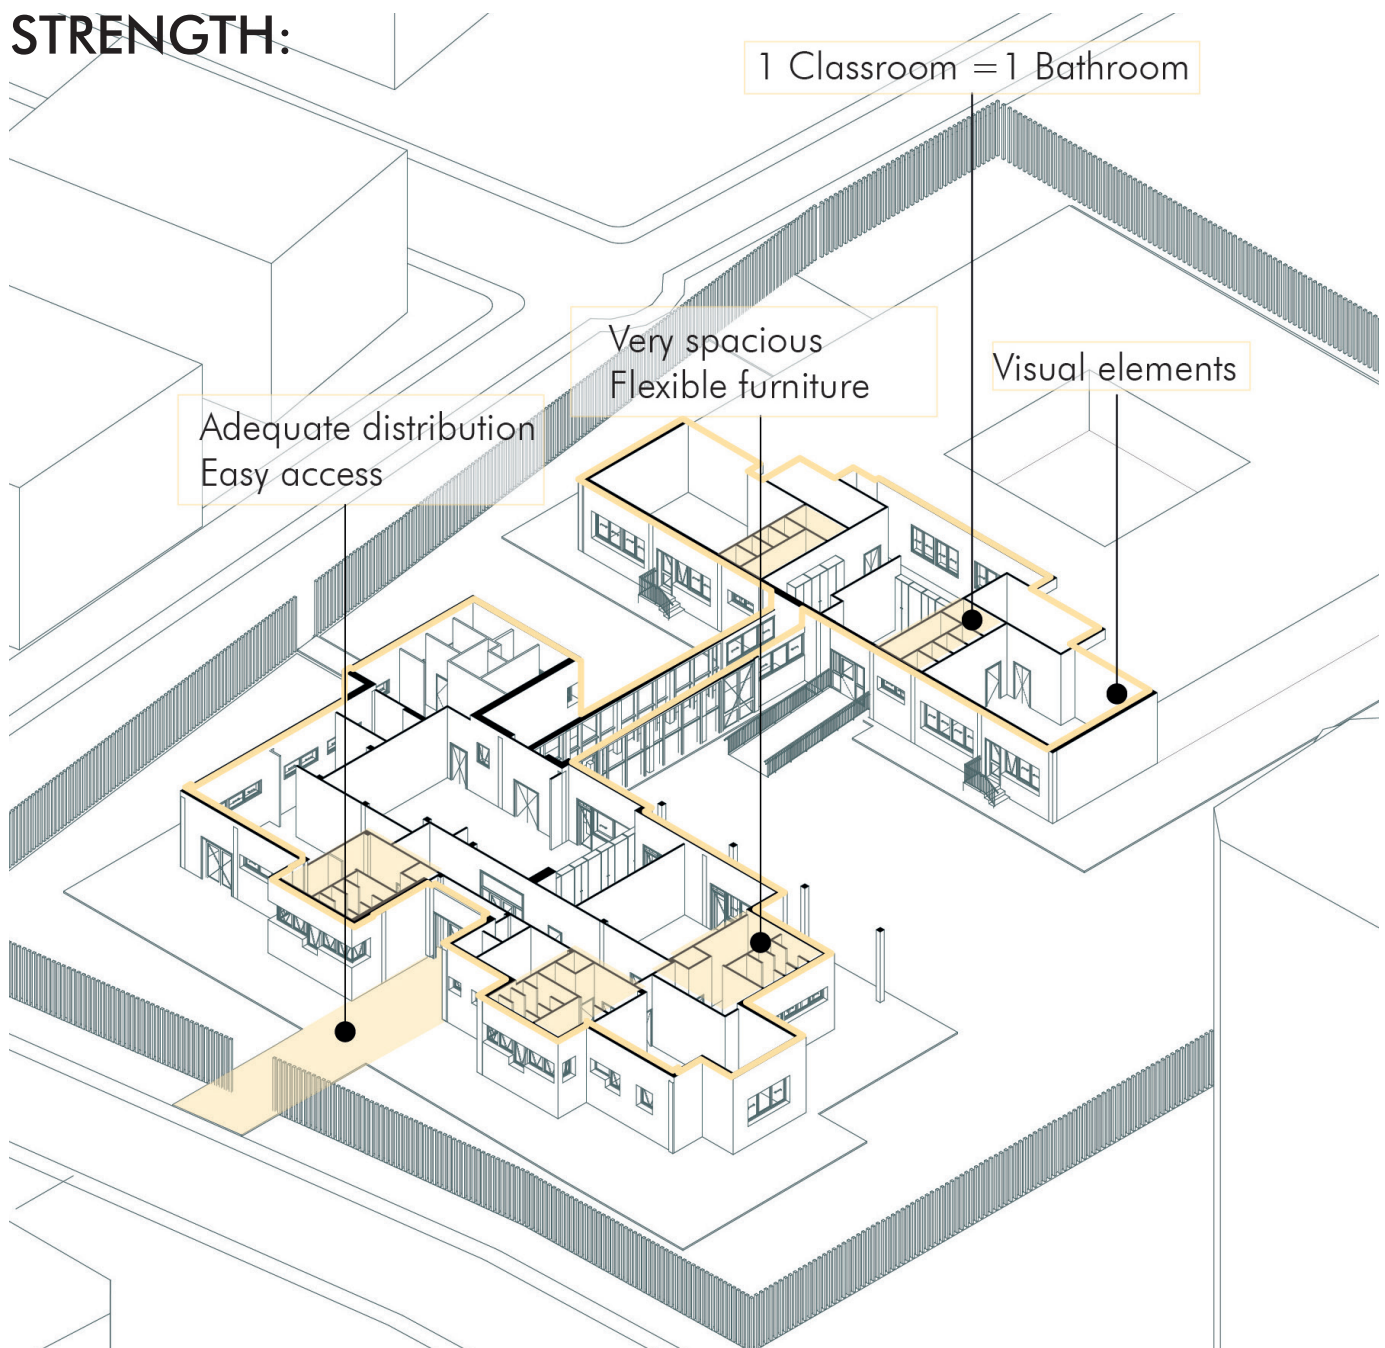 STRENGTH:
1 Classroom =1 Bathroom
Very spacious
Flexible furniture
Visual elements
Adequate distribution
Easy access